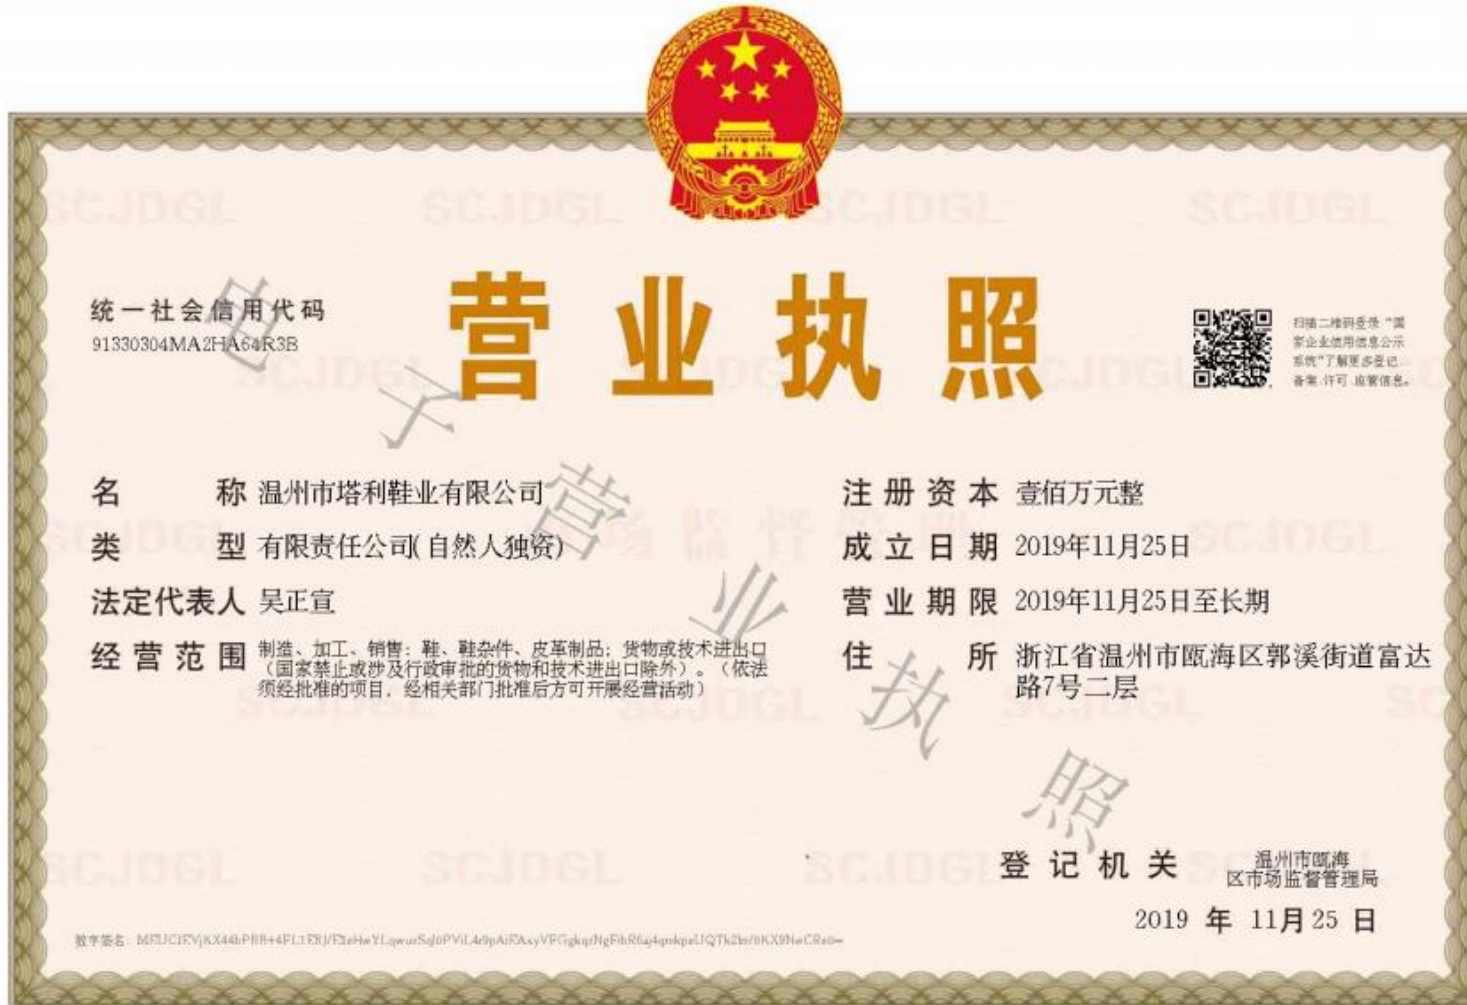 营业执照
统一社会信用代码
91330304MA2HA64R3B
扫描二维码登录“国
家企业信用信息公示
系统”了解更多登记、
备案、许可、监管信息。
名称 温州市塔利鞋业有限公司
类型 有限责任公司(自然人独资)
法定代表人 吴正宣
经营范围 制造、加工、销售：鞋、鞋杂件、皮革制品；货物或技术进出口
（国家禁止或涉及行政审批的货物和技术进出口除外）。（依法
须经批准的项目，经相关部门批准后方可开展经营活动）
注册资本 壹佰万元整
成立日期 2019年11月25日
营业期限 2019年11月25日至长期
住所 浙江省温州市瓯海区郭溪街道富达
路7号二层
登记机关 温州市瓯海
区市场监督管理局
2019 年 11月 25 日
数字签名：
电子营业执照
SCJDGL